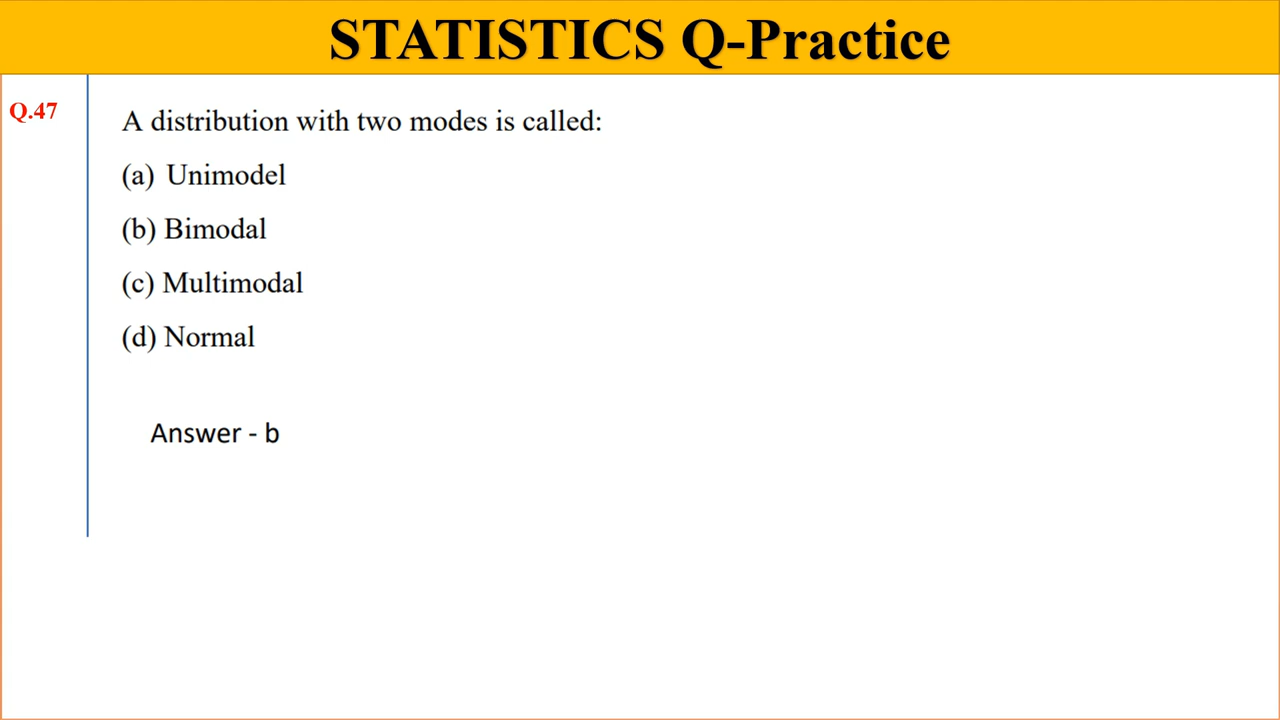 STATISTICS Q-Practice
Q.47
A distribution with two modes is called:
(a) Unimodel
(b) Bimodal
(c) Multimodal
(d) Normal
Answer - b